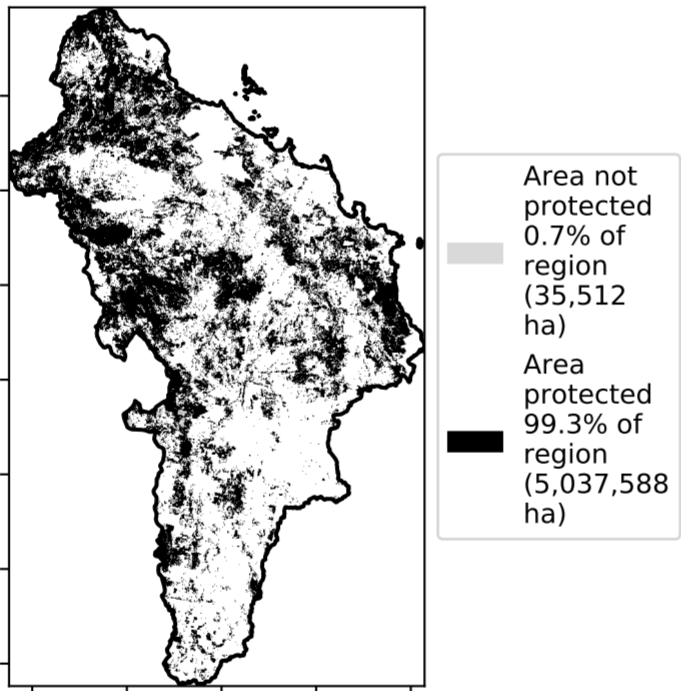 Area not
protected
0.7% of
region
(35,512
ha)
Area
protected
99.3% of
region
(5,037,588
ha)